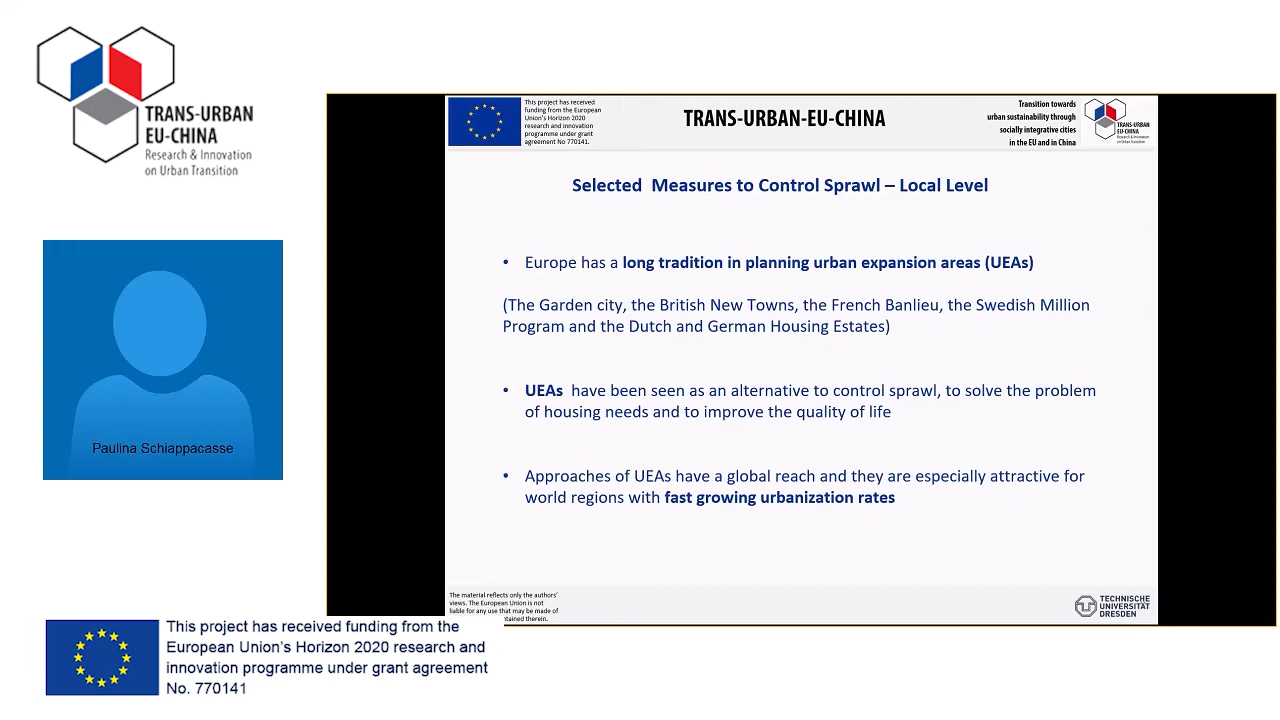 TRANS-URBAN
EU-CHINA
Research & Innovation
on Urban Transition
Paulina Schiappacasse
This project has received
funding from the European
Union's Horizon 2020
research and innovation
programme under grant
agreement No 770141.
TRANS-URBAN-EU-CHINA
Transition towards
urban sustainability through
socially integrative cities
in the EU and in China
TRANS-URBAN
EU-CHINA
Research & Innovation
on Urban Transition
Selected Measures to Control Sprawl – Local Level
• Europe has a long tradition in planning urban expansion areas (UEAs)
(The Garden city, the British New Towns, the French Banlieu, the Swedish Million
Program and the Dutch and German Housing Estates)
• UEAs have been seen as an alternative to control sprawl, to solve the problem
of housing needs and to improve the quality of life
• Approaches of UEAs have a global reach and they are especially attractive for
world regions with fast growing urbanization rates
The material reflects only the authors'
views. The European Union is not
liable for any use that may be made of
tained therein.
TECHNISCHE
UNIVERSITÄT
DRESDEN
This project has received funding from the
European Union's Horizon 2020 research and
innovation programme under grant agreement
No. 770141